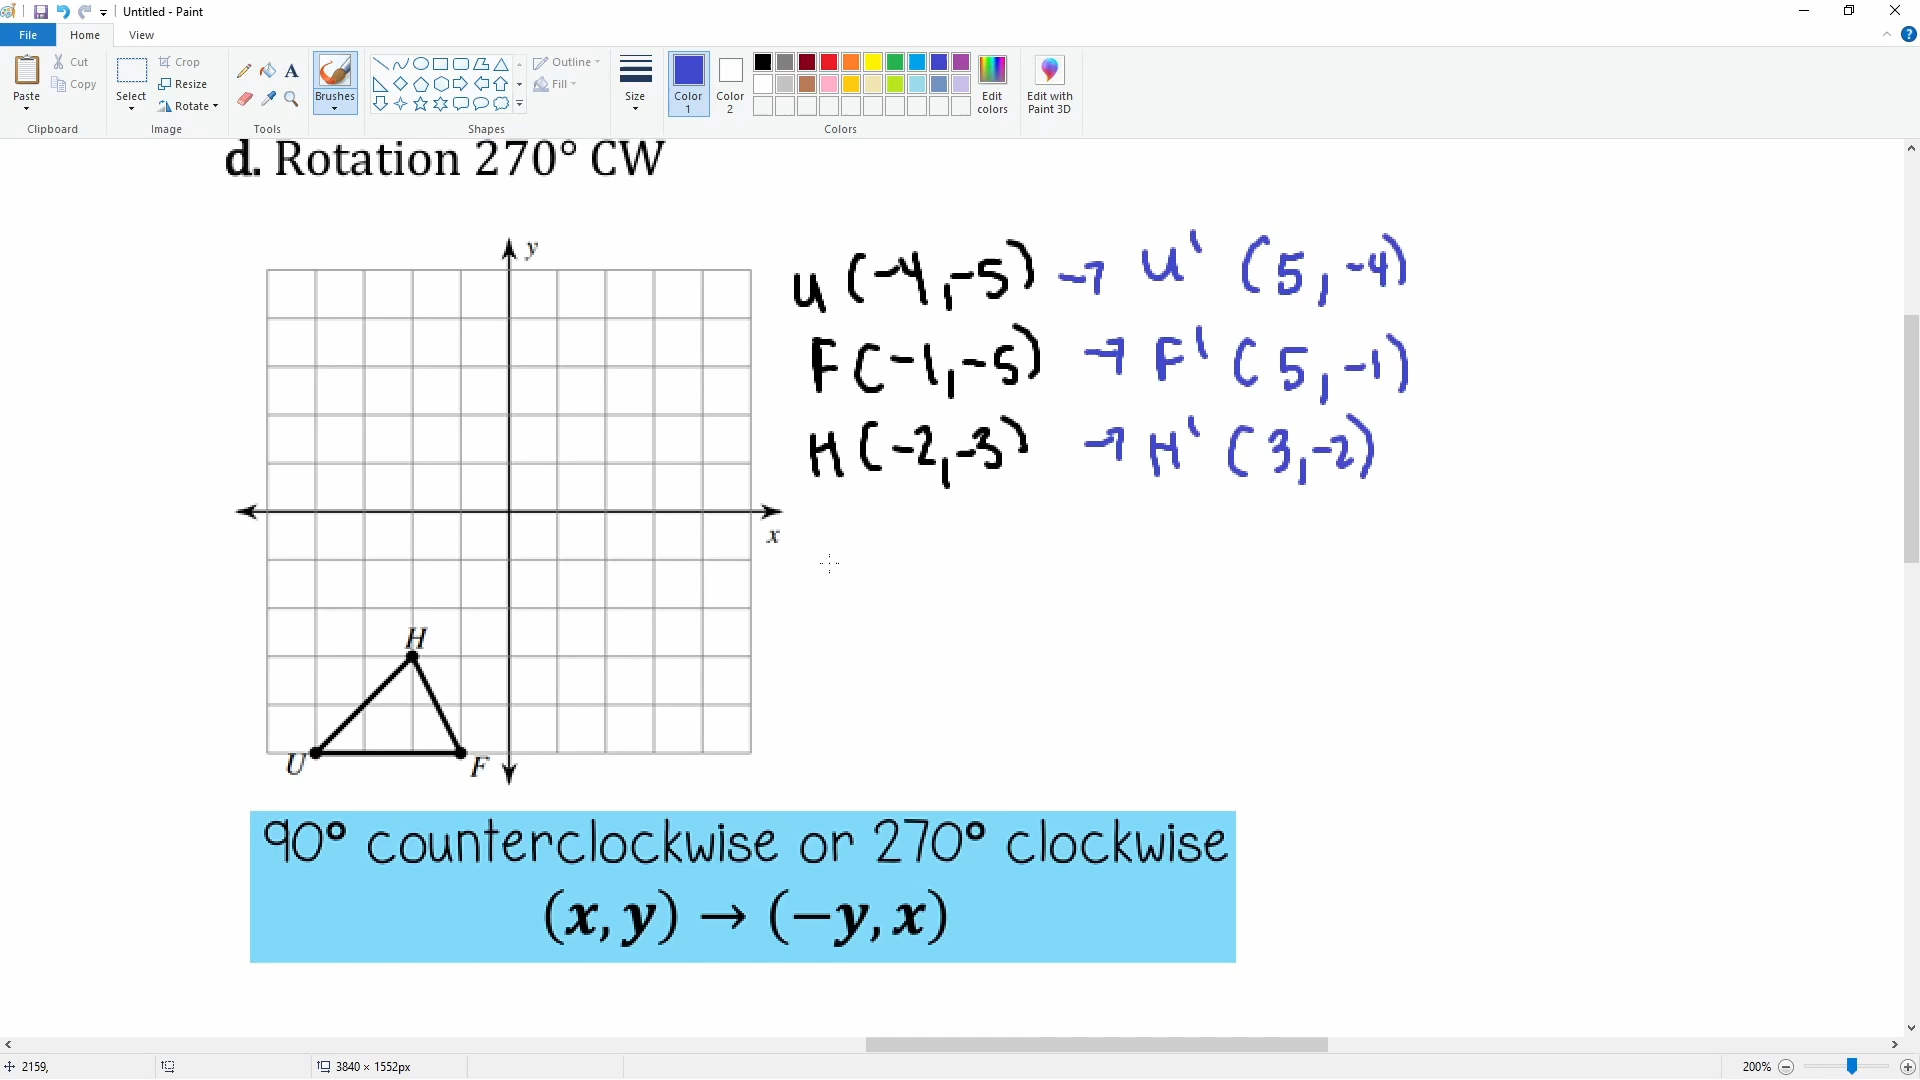 Untitled - Paint
File Home View
Paste Cut Copy Clipboard
Select Crop Resize Rotate Image
Tools
Brushes
Outline Fill Shapes
Size
Color 1 Color 2 Edit colors Colors
Edit with Paint 3D
d. Rotation 270° CW
y
U (-4,-5) → U' (5,-4)
F (-1,-5) → F' (5,-1)
H (-2,-3) → H' (3,-2)
x
H
U F
90° counterclockwise or 270° clockwise
(x, y) → (−y, x)
2159, 3840 × 1552px 200%